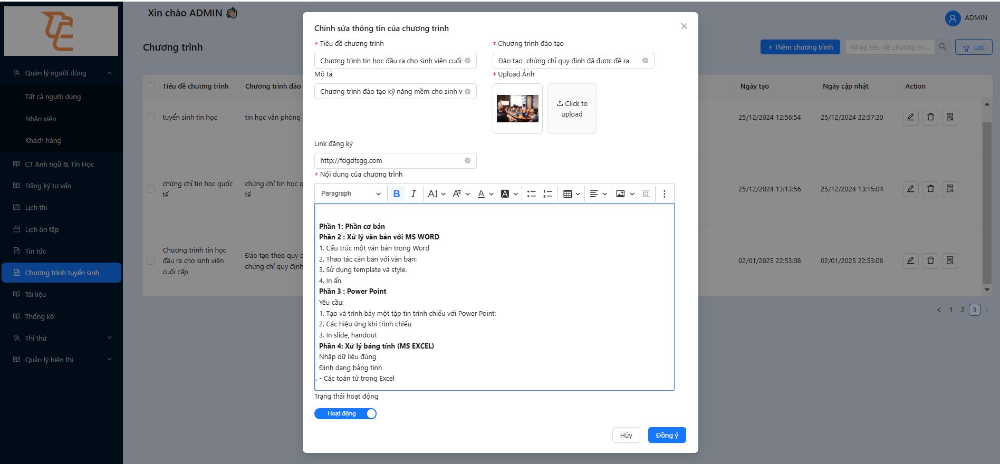 Xin chào ADMIN 👋
ADMIN
Chương trình
+ Thêm chương trình
Nhập tiêu đề chương trì...
Lọc
Quản lý người dùng
Tất cả người dùng
Nhân viên
Khách hàng
CT Anh ngữ & Tin Học
Đăng ký tư vấn
Lịch thi
Lịch ôn tập
Tin tức
Chương trình tuyển sinh
Tài liệu
Thống kê
Thi thử
Quản lý hiện thị
Tiêu đề chương trình
Chương trình đào
Ngày tạo
Ngày cập nhật
Action
tuyển sinh tin học
tin học văn phòng
25/12/2024 12:56:54
25/12/2024 22:57:20
chứng chỉ tin học quốc
tế
chứng chỉ tin học q
tế
25/12/2024 13:13:56
25/12/2024 13:15:04
Chương trình tin học
đầu ra cho sinh viên
cuối cấp
Đào tạo theo quy c
chứng chỉ quy định
02/01/2025 22:53:08
02/01/2025 22:53:08
1
2
3
Chỉnh sửa thông tin của chương trình
* Tiêu đề chương trình
Chương trình tin học đầu ra cho sinh viên cuối
* Chương trình đào tạo
Đào tạo  chứng chỉ quy định đã được đề ra
Mô tả
Chương trình đào tạo kỹ năng mềm cho sinh v
* Upload Ảnh
Click to
upload
Link đăng ký
http://fdgdfsgg.com
* Nội dung của chương trình
Paragraph
B I
Phần 1: Phần cơ bản
Phần 2 : Xử lý văn bản với MS WORD
1. Cấu trúc một văn bản trong Word
2. Thao tác căn bản với văn bản:
3. Sử dụng template và style.
4. In ấn
Phần 3 : Power Point
Yêu cầu:
1. Tạo và trình bày một tập tin trình chiếu với Power Point:
2. Các hiệu ứng khi trình chiếu
3. In slide, handout
Phần 4: Xử lý bảng tính (MS EXCEL)
Nhập dữ liệu đúng
Định dạng bảng tính
. - Các toán tử trong Excel
Trạng thái hoạt động
Hoạt động
Hủy
Đồng ý